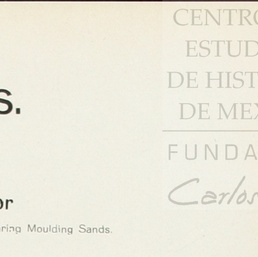 s.
or
ring Moulding Sands.
CENTRO
ESTUD
DE HIST
DE MEX
FUNDA
Carlos